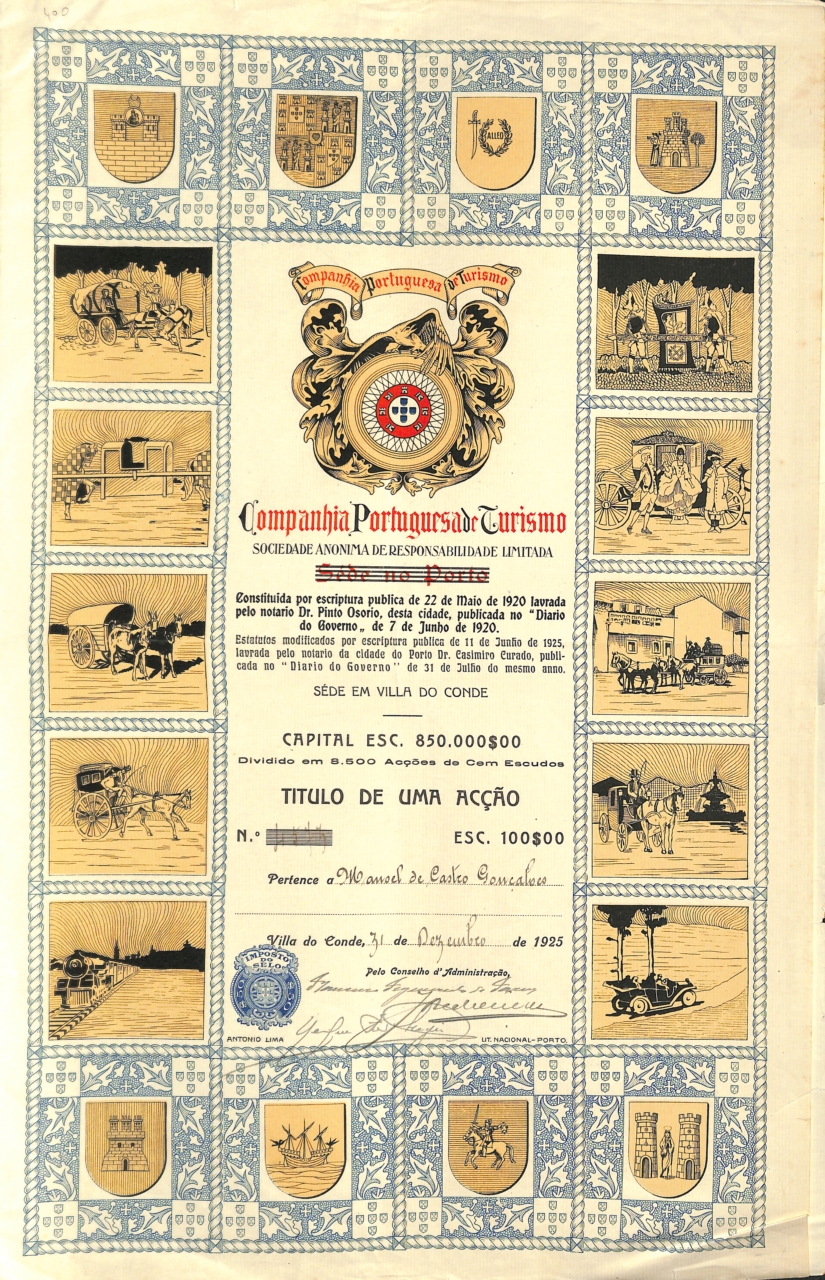 400
ALLEO
Companhia Portuguesa de Turismo
Companhia Portuguesa de Turismo
SOCIEDADE ANONIMA DE RESPONSABILIDADE LIMITADA
Séde no Porto
Constituida por escriptura publica de 22 de Maio de 1920 lavrada
pelo notario Dr. Pinto Osorio, desta cidade, publicada no "Diario
do Governo„ de 7 de Junho de 1920.
Estatutos modificados por escriptura publica de 11 de Junho de 1925,
lavrada pelo notario da cidade do Porto Dr. Casimiro Curado, publi-
cada no "Diario do Governo" de 31 de Julho do mesmo anno.
SÉDE EM VILLA DO CONDE
CAPITAL ESC. 850.000$00
Dividido em 8.500 Acções de Cem Escudos
TITULO DE UMA ACÇÃO
N.º ESC. 100$00
Pertence a Manoel de Castro Gonçalves
Villa do Conde, 31 de Dezembro de 1925
IMPOSTO
DO
SELO
Pelo Conselho d'Administração,
ANTONIO LIMA LIT. NACIONAL-PORTO.